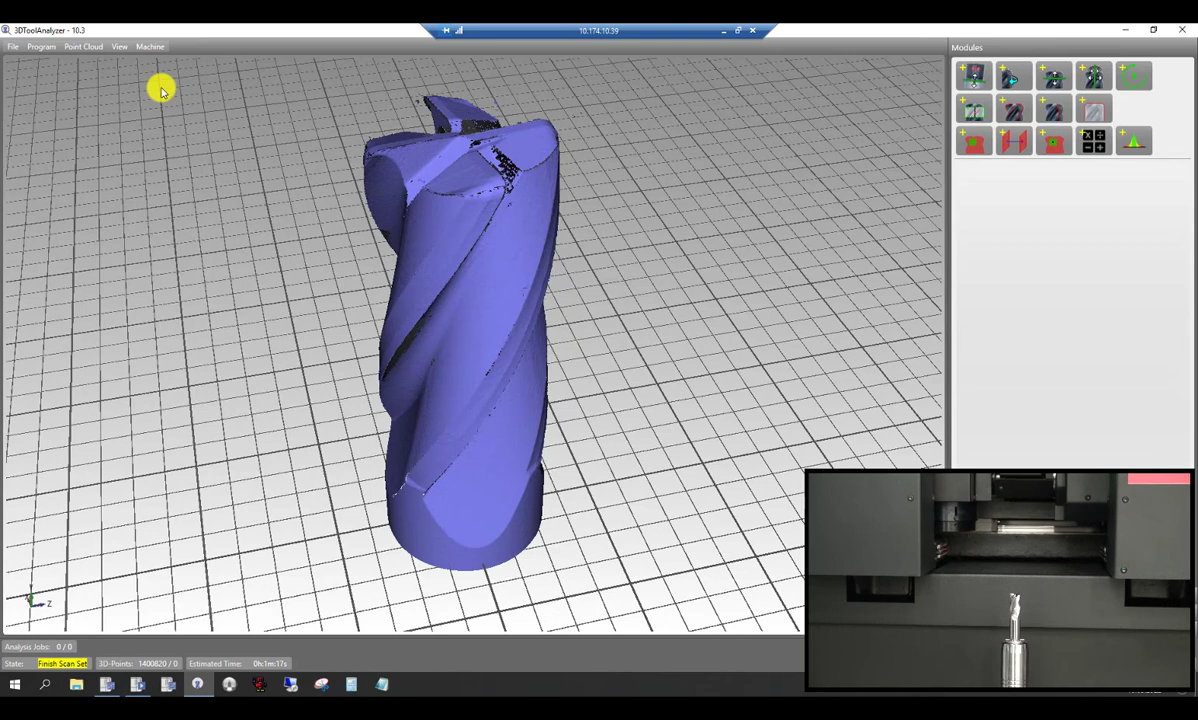 3DToolAnalyzer - 10.3
10.174.10.39
File Program Point Cloud View Machine
Modules
Z
Analysis Jobs: 0 / 0
State: Finish Scan Set 3D-Points: 1400820 / 0 Estimated Time: 0h:1m:17s